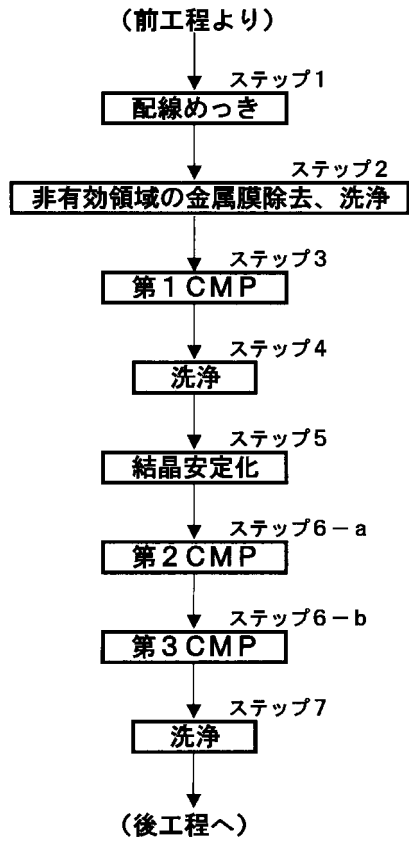 (前工程より)
ステップ1
配線めっき
ステップ2
非有効領域の金属膜除去、洗浄
ステップ3
第1CMP
ステップ4
洗浄
ステップ5
結晶安定化
ステップ6-a
第2CMP
ステップ6-b
第3CMP
ステップ7
洗浄
(後工程へ)